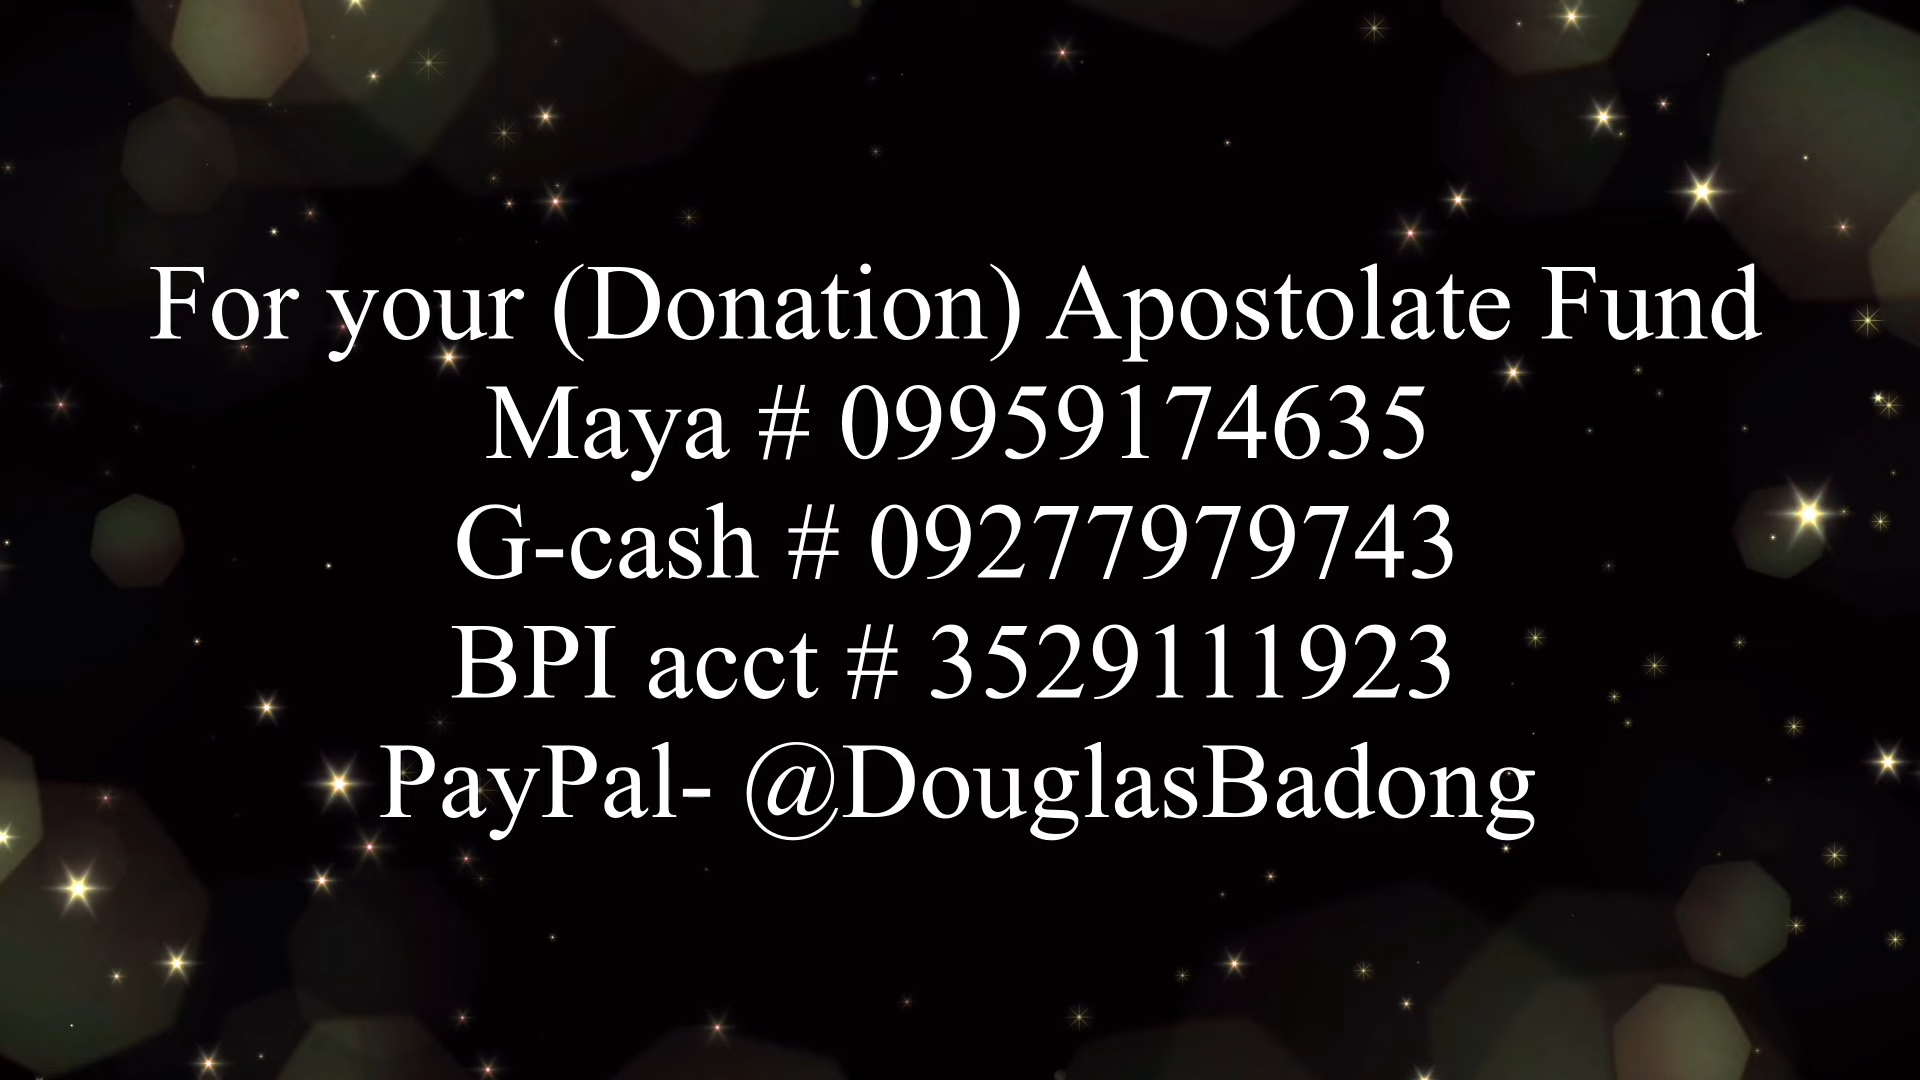 For your (Donation) Apostolate Fund
Maya # 09959174635
G-cash # 09277979743
BPI acct # 3529111923
PayPal- @DouglasBadong